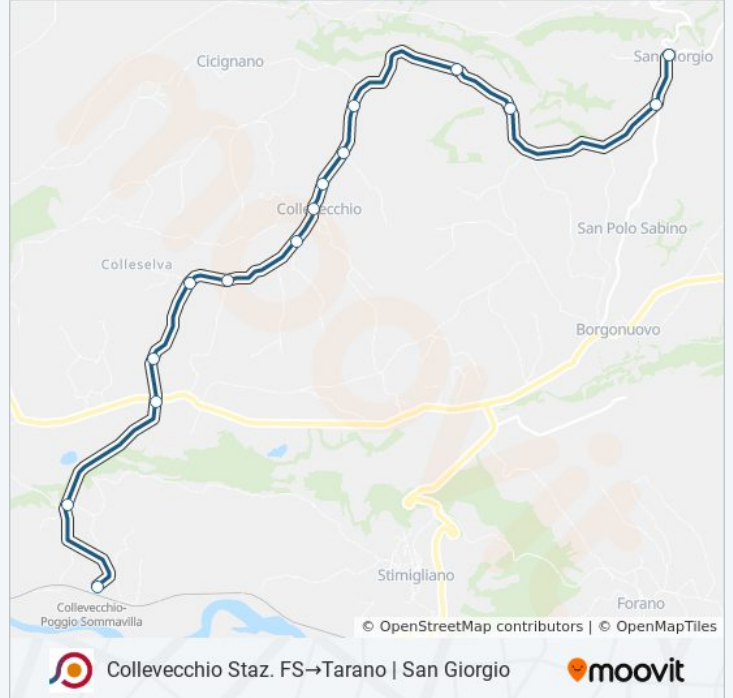 Cicignano
San Giorgio
Collevecchio
San Polo Sabino
Colleselva
Borgonuovo
moovit
Stimigliano
Forano
Collevecchio-
Poggio Sommavilla
© OpenStreetMap contributors | © OpenMapTiles
Collevecchio Staz. FS→Tarano | San Giorgio
moovit